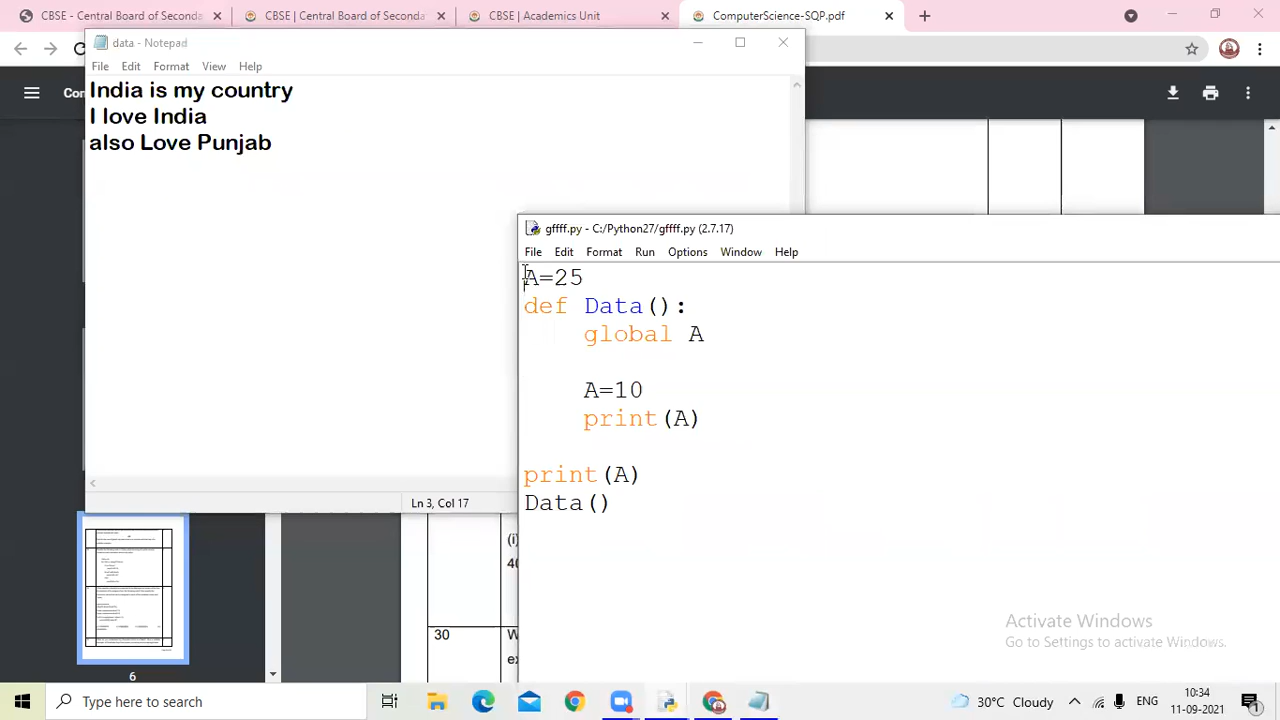 CBSE - Central Board of Seconda
CBSE | Central Board of Seconda
CBSE | Academics Unit
ComputerScience-SQP.pdf
data - Notepad
File Edit Format View Help
India is my country
I love India
also Love Punjab
Ln 3, Col 17
gffff.py - C:/Python27/gffff.py (2.7.17)
File Edit Format Run Options Window Help
A=25
def Data():
global A
A=10
print(A)
print(A)
Data()
Activate Windows
Go to Settings to activate Windows.
6
30
Type here to search
30°C Cloudy
ENG
10:34
11-09-2021